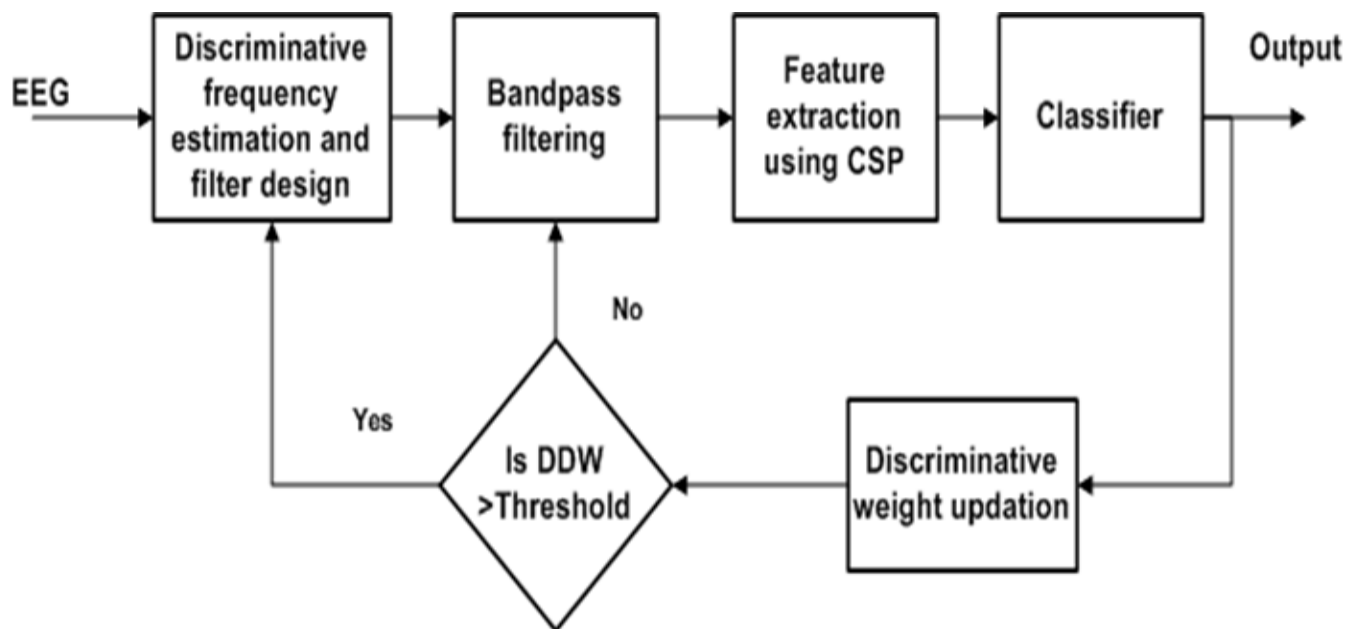 EEG
Discriminative
frequency
estimation and
filter design
Bandpass
filtering
Feature
extraction
using CSP
Classifier
Output
No
Yes
Is DDW
>Threshold
Discriminative
weight updation